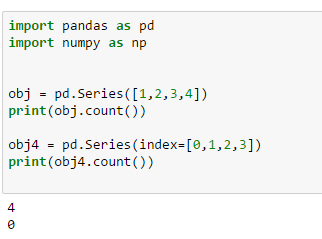 import pandas as pd
import numpy as np
obj = pd.Series([1,2,3,4])
print(obj.count())
obj4 = pd.Series(index=[0,1,2,3])
print(obj4.count())
4
0